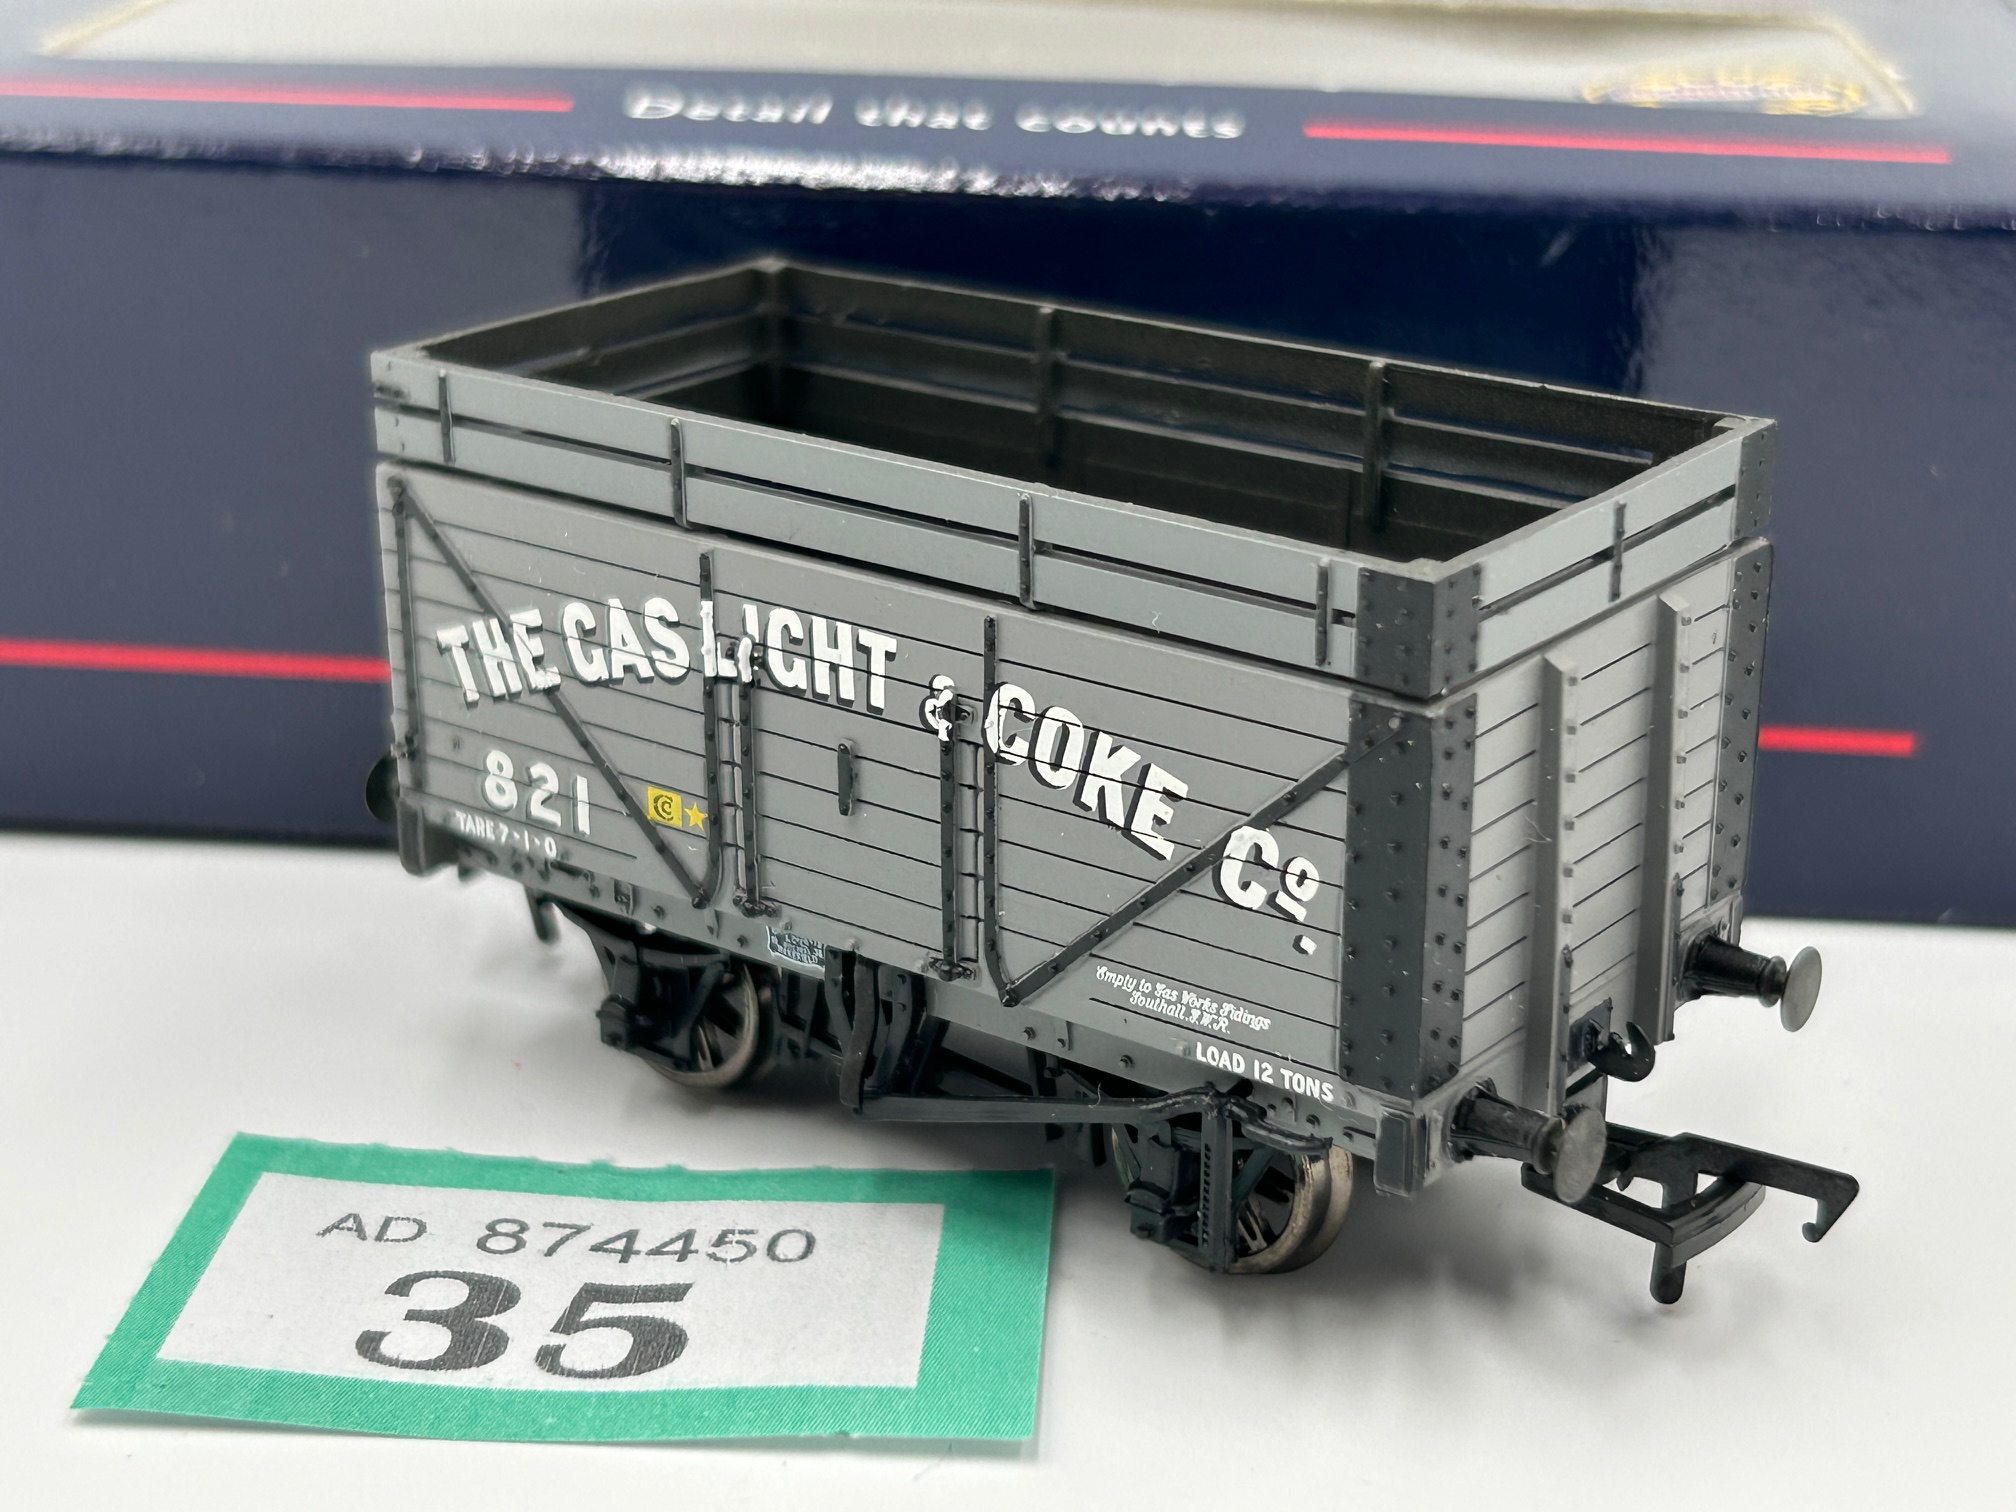 Detail that counts
THE GAS LIGHT & COKE Co.
821
CC
TARE 7-1-0
Empty to Gas Works Sidings
Southall. G.W.R.
LOAD 12 TONS
AD 874450
35